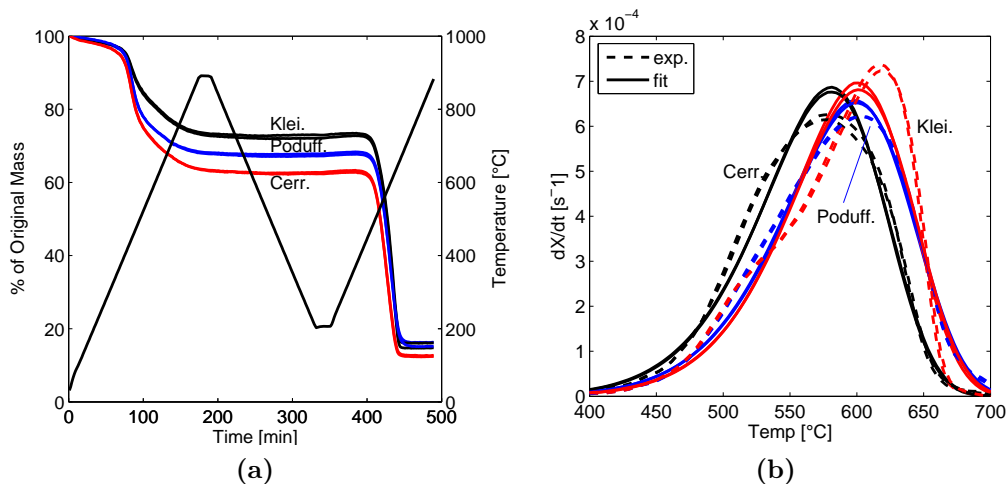 x 10⁻⁴
100
80
60
40
20
0
% of Original Mass
0
100
200
300
400
500
Time [min]
1000
800
600
400
200
0
Temperature [°C]
Klei.
Poduff.
Cerr.
(a)
8
7
6
5
4
3
2
1
0
dX/dt [s⁻1]
400
450
500
550
600
650
700
Temp [°C]
exp.
fit
Klei.
Cerr.
Poduff.
(b)